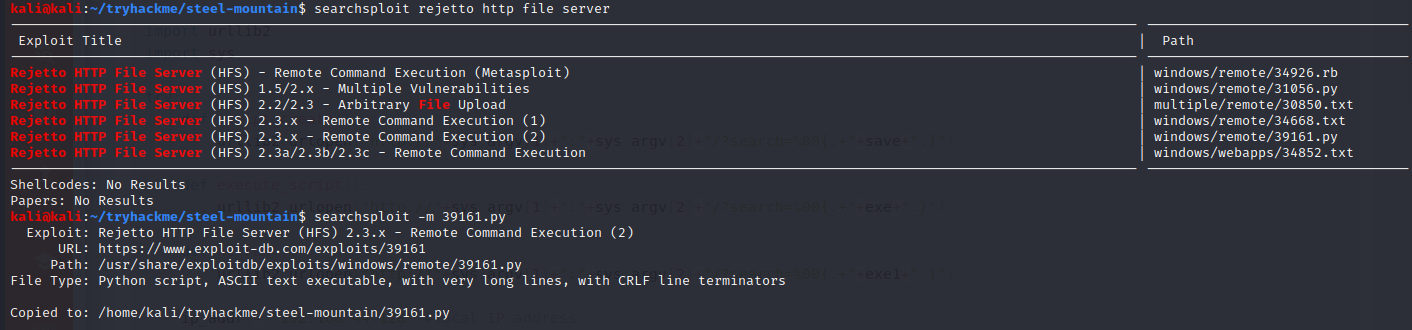 kali@kali:~/tryhackme/steel-mountain$ searchsploit rejetto http file server
Exploit Title | Path
Rejetto HTTP File Server (HFS) - Remote Command Execution (Metasploit) | windows/remote/34926.rb
Rejetto HTTP File Server (HFS) 1.5/2.x - Multiple Vulnerabilities | windows/remote/31056.py
Rejetto HTTP File Server (HFS) 2.2/2.3 - Arbitrary File Upload | multiple/remote/30850.txt
Rejetto HTTP File Server (HFS) 2.3.x - Remote Command Execution (1) | windows/remote/34668.txt
Rejetto HTTP File Server (HFS) 2.3.x - Remote Command Execution (2) | windows/remote/39161.py
Rejetto HTTP File Server (HFS) 2.3a/2.3b/2.3c - Remote Command Execution | windows/webapps/34852.txt
Shellcodes: No Results
Papers: No Results
kali@kali:~/tryhackme/steel-mountain$ searchsploit -m 39161.py
Exploit: Rejetto HTTP File Server (HFS) 2.3.x - Remote Command Execution (2)
URL: https://www.exploit-db.com/exploits/39161
Path: /usr/share/exploitdb/exploits/windows/remote/39161.py
File Type: Python script, ASCII text executable, with very long lines, with CRLF line terminators
Copied to: /home/kali/tryhackme/steel-mountain/39161.py